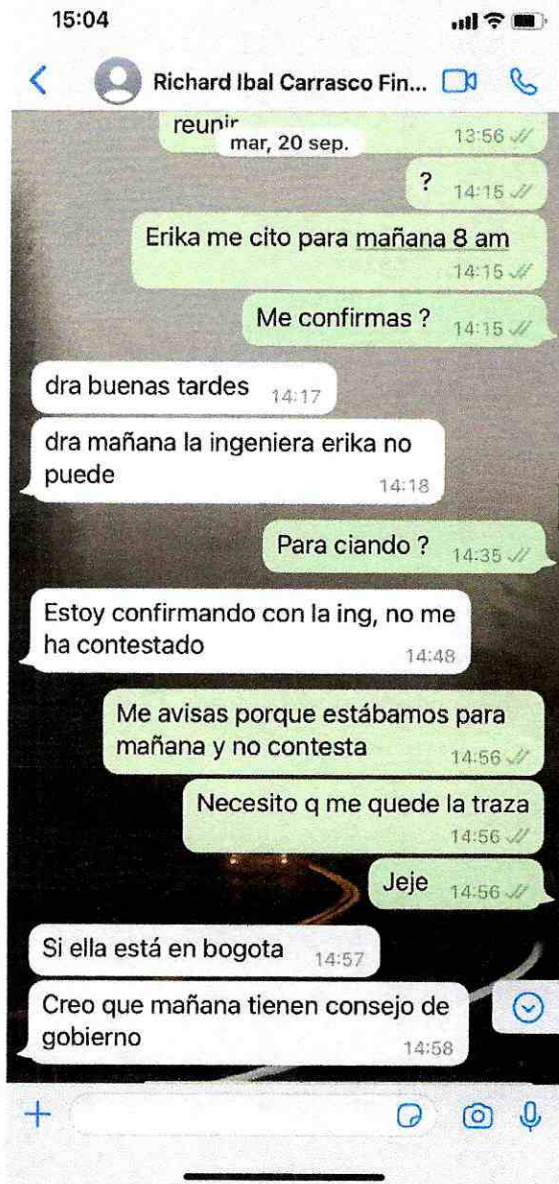 15:04
Richard Ibal Carrasco Fin...
reunir
13:56
mar, 20 sep.
?
14:15
Erika me cito para mañana 8 am
14:15
Me confirmas ?
14:15
dra buenas tardes
14:17
dra mañana la ingeniera erika no
puede
14:18
Para ciando ?
14:35
Estoy confirmando con la ing, no me
ha contestado
14:48
Me avisas porque estábamos para
mañana y no contesta
14:56
Necesito q me quede la traza
14:56
Jeje
14:56
Si ella está en bogota
14:57
Creo que mañana tienen consejo de
gobierno
14:58